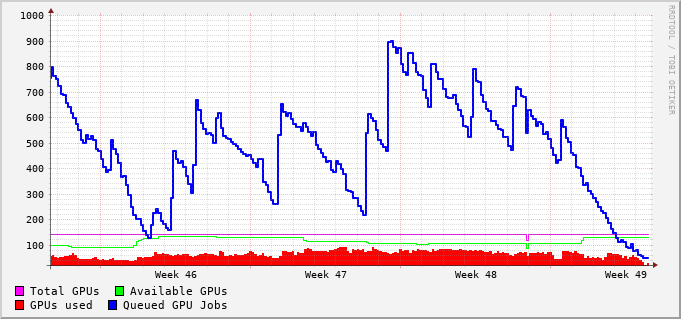 1000
900
800
700
600
500
400
300
200
100
Week 46 Week 47 Week 48 Week 49
Total GPUs Available GPUs
GPUs used Queued GPU Jobs
RRDTOOL / TOBI OETIKER